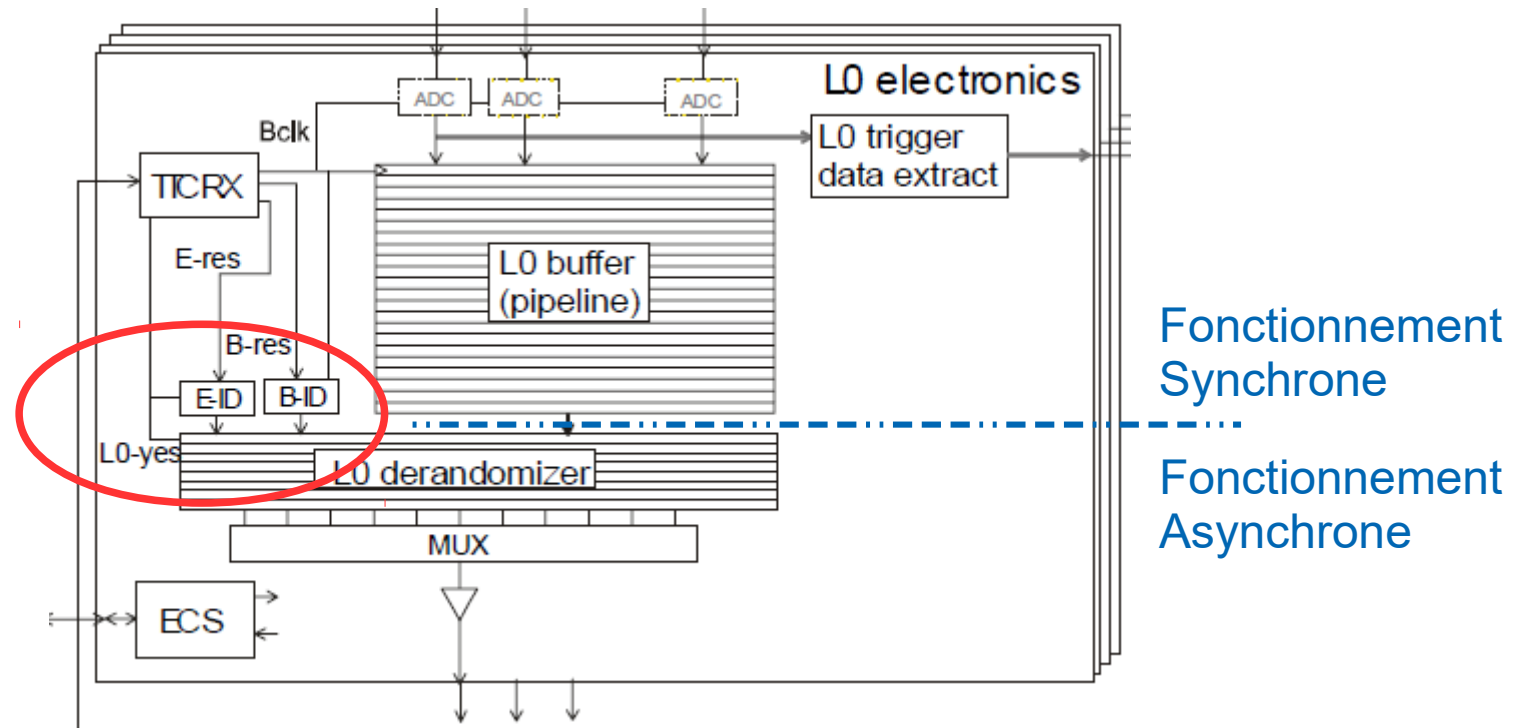 L0 electronics
ADC
ADC
ADC
Bclk
L0 trigger
data extract
TTCRX
E-res
L0 buffer
(pipeline)
B-res
E-ID
B-ID
L0-yes
L0 derandomizer
MUX
ECS
Fonctionnement
Synchrone
Fonctionnement
Asynchrone